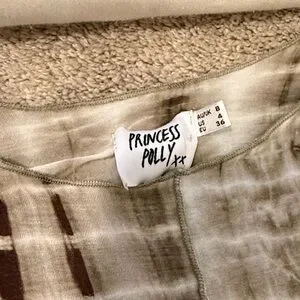 PRINCESS
POLLY xx
AU/UK 8
US 4
EU 36